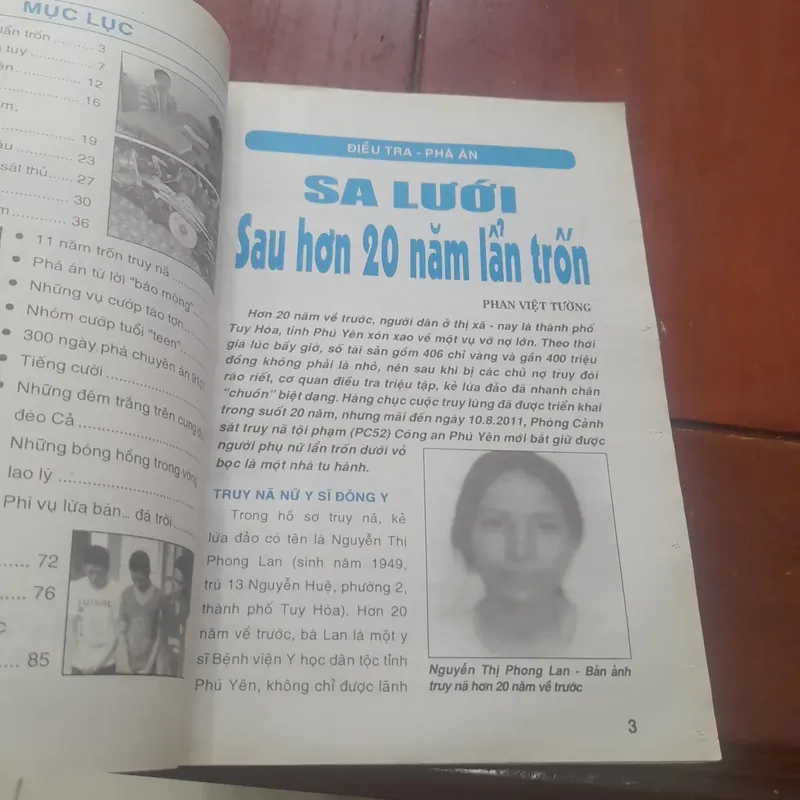 MỤC LỤC
lẩn trốn .......... 3
túy .......... 7
.......... 12
.......... 16
.......... 19
.......... 23
sát thủ ...... 27
.......... 30
.......... 36
• 11 năm trốn truy nã
• Phá án từ lời "báo mộng"
• Những vụ cướp táo tợn
• Nhóm cướp tuổi "teen"
• 300 ngày phá chuyên án
• Tiếng cười
• Những đêm trắng trên cung
đèo Cả
Những bóng hồng trong vòng
lao lý
Phi vụ lừa bán... đá trời
...... 72
...... 76
.... 85
ĐIỀU TRA - PHÁ ÁN
SA LƯỚI
Sau hơn 20 năm lẩn trốn
PHAN VIỆT TƯỜNG
Hơn 20 năm về trước, người dân ở thị xã - nay là thành phố
Tuy Hòa, tỉnh Phú Yên xôn xao về một vụ vỡ nợ lớn. Theo thời
giá lúc bấy giờ, số tài sản gồm 406 chỉ vàng và gần 400 triệu
đồng không phải là nhỏ, nên sau khi bị các chủ nợ truy đòi
ráo riết, cơ quan điều tra triệu tập, kẻ lừa đảo đã nhanh chân
"chuồn" biệt dạng. Hàng chục cuộc truy lùng đã được triển khai
trong suốt 20 năm, nhưng mãi đến ngày 10.8.2011, Phòng Cảnh
sát truy nã tội phạm (PC52) Công an Phú Yên mới bắt giữ được
người phụ nữ lẩn trốn dưới vỏ
bọc là một nhà tu hành.
TRUY NÃ NỮ Y SĨ ĐÔNG Y
Trong hồ sơ truy nã, kẻ
lừa đảo có tên là Nguyễn Thị
Phong Lan (sinh năm 1949,
trú 13 Nguyễn Huệ, phường 2,
thành phố Tuy Hòa). Hơn 20
năm về trước, bà Lan là một y
sĩ Bệnh viện Y học dân tộc tỉnh
Phú Yên, không chỉ được lãnh
Nguyễn Thị Phong Lan - Bản ảnh
truy nã hơn 20 năm về trước
3